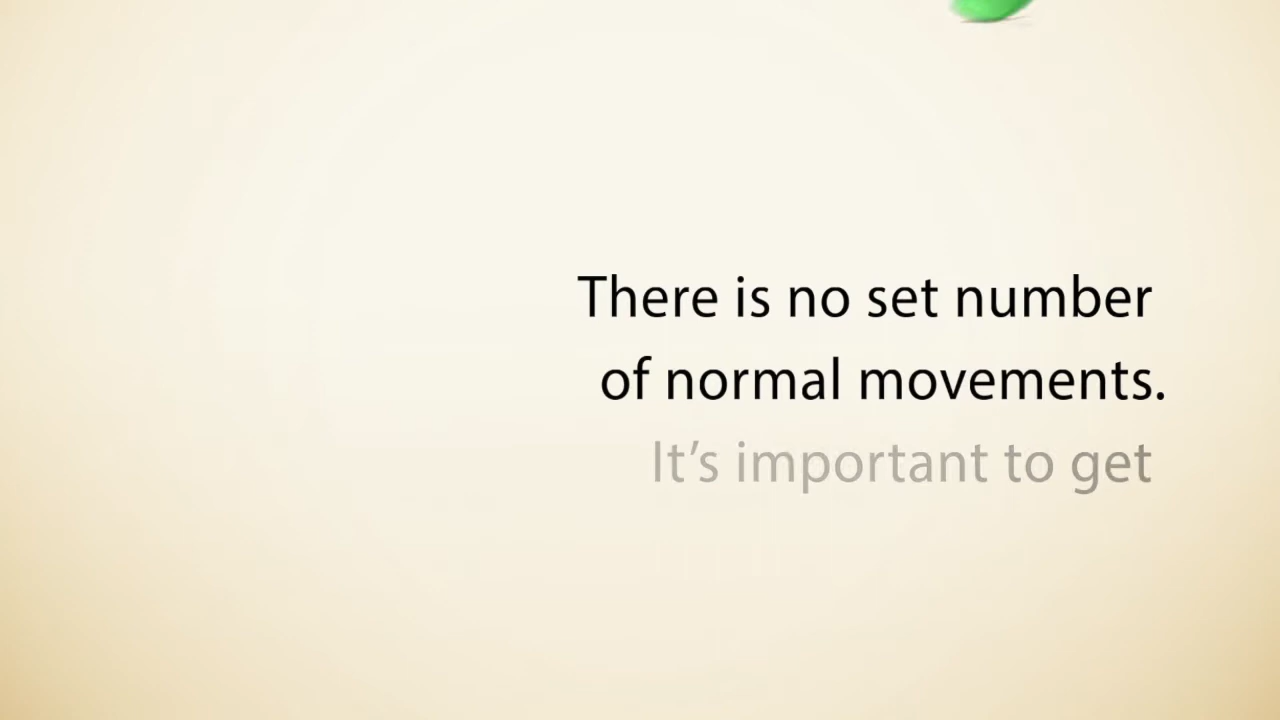 There is no set number
of normal movements.
It’s important to get